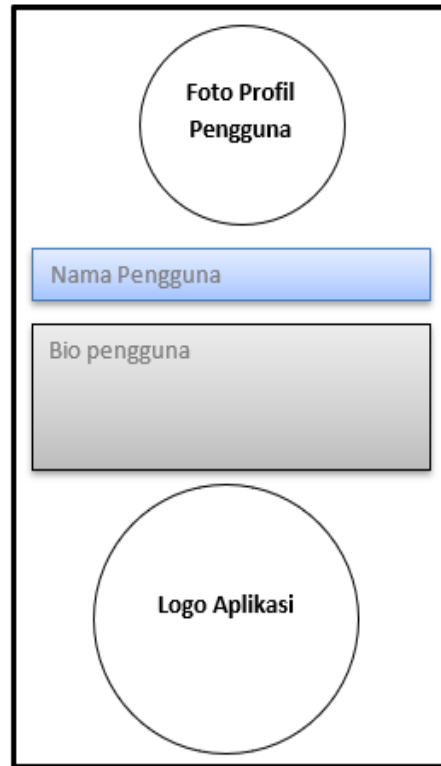 Foto Profil
Pengguna
Nama Pengguna
Bio pengguna
Logo Aplikasi